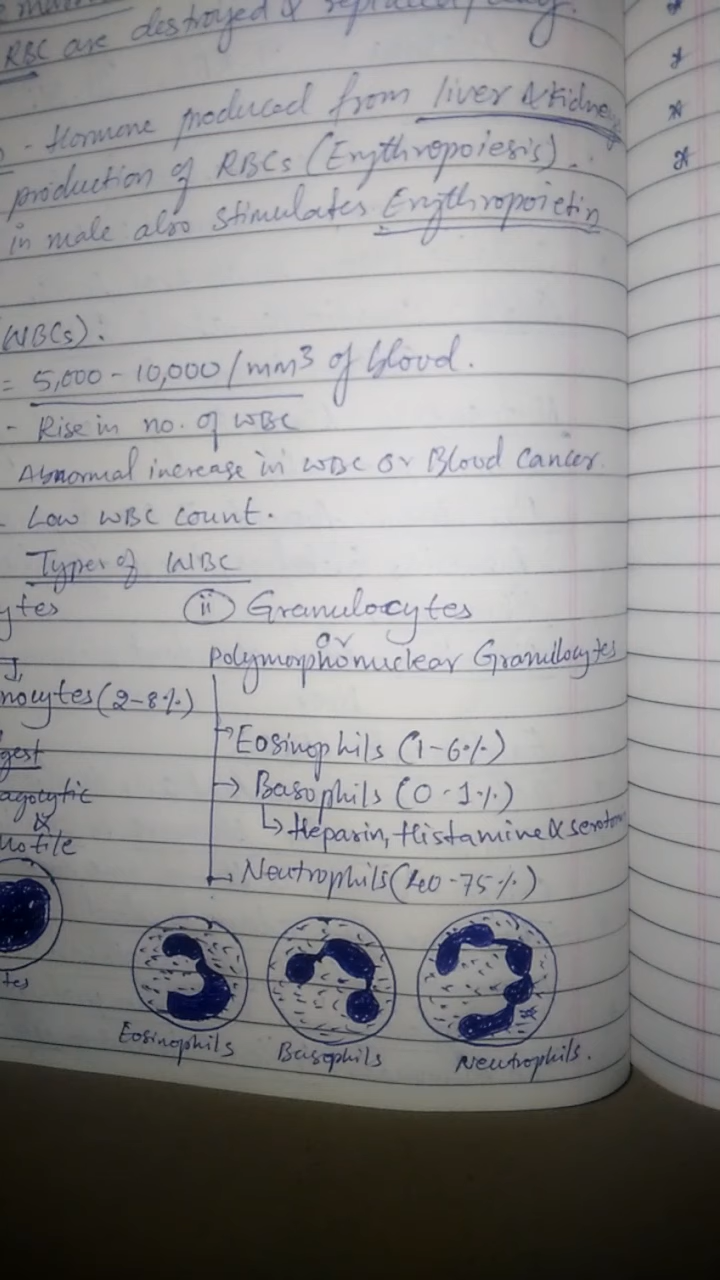 RBC are destroyed &
- Hormone produced from liver & Kidney
production of RBCs (Erythropoiesis).
in male also stimulates Erythropoietin
(WBCs).
= 5,000 - 10,000 / mm3 of blood.
- Rise in no. of WBC
Abnormal increase in WBC or Blood Cancer.
- Low WBC count.
Types of WBC
ytes (ii) Granulocytes
or
Polymorphonuclear Granulocytes
nocytes (2-8%)
Eosinophils (1-6%)
gest
→ Basophils (0-1%)
agocytic
↳ Heparin, Histamine & seroton
&
Motile
Neutrophils (40-75%)
tes
Eosinophils Basophils Neutrophils.